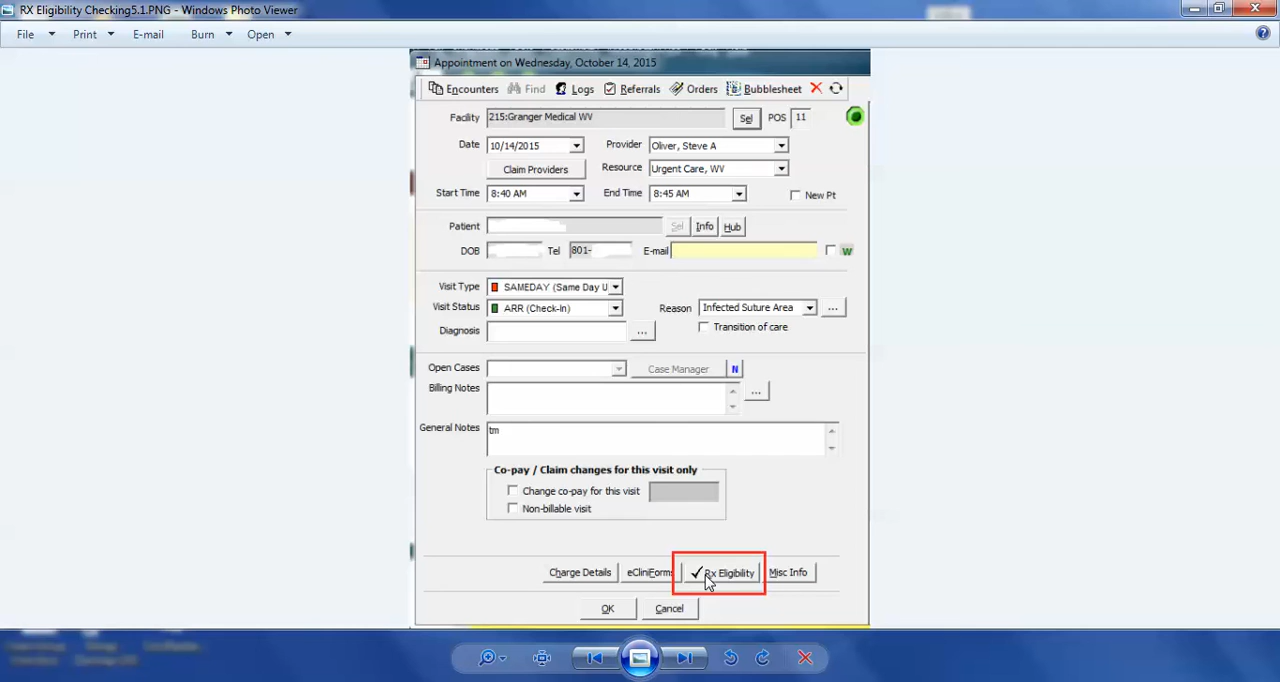 RX Eligibility Checking5.1.PNG - Windows Photo Viewer
File Print E-mail Burn Open
Appointment on Wednesday, October 14, 2015
Encounters Find Logs Referrals Orders Bubblesheet
Facility 215:Granger Medical WV Sel POS 11
Date 10/14/2015 Provider Oliver, Steve A
Claim Providers Resource Urgent Care, WV
Start Time 8:40 AM End Time 8:45 AM New Pt
Patient Sel Info Hub
DOB Tel 801- E-mail W
Visit Type SAMEDAY (Same Day U
Visit Status ARR (Check-In) Reason Infected Suture Area ...
Diagnosis ... Transition of care
Open Cases Case Manager N
Billing Notes ...
General Notes tm
Co-pay / Claim changes for this visit only
Change co-pay for this visit
Non-billable visit
Charge Details eCliniForms Rx Eligibility Misc Info
OK Cancel